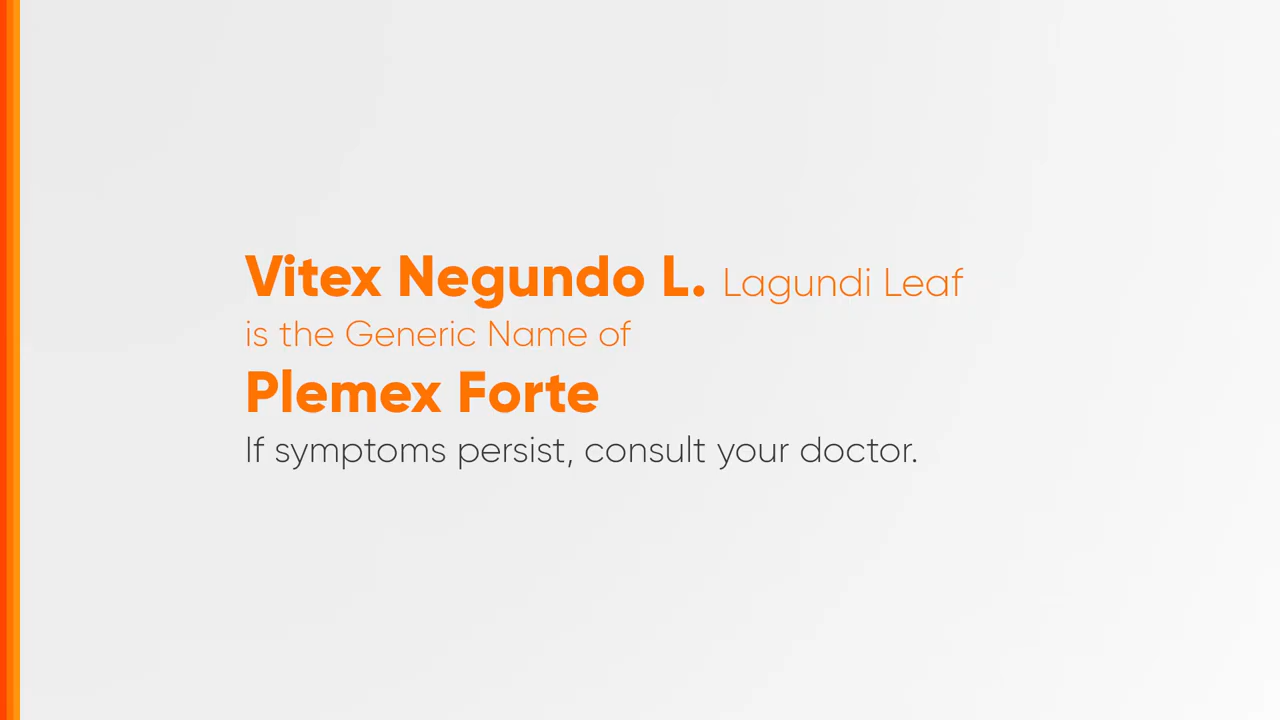 Vitex Negundo L. Lagundi Leaf
is the Generic Name of
Plemex Forte
If symptoms persist, consult your doctor.